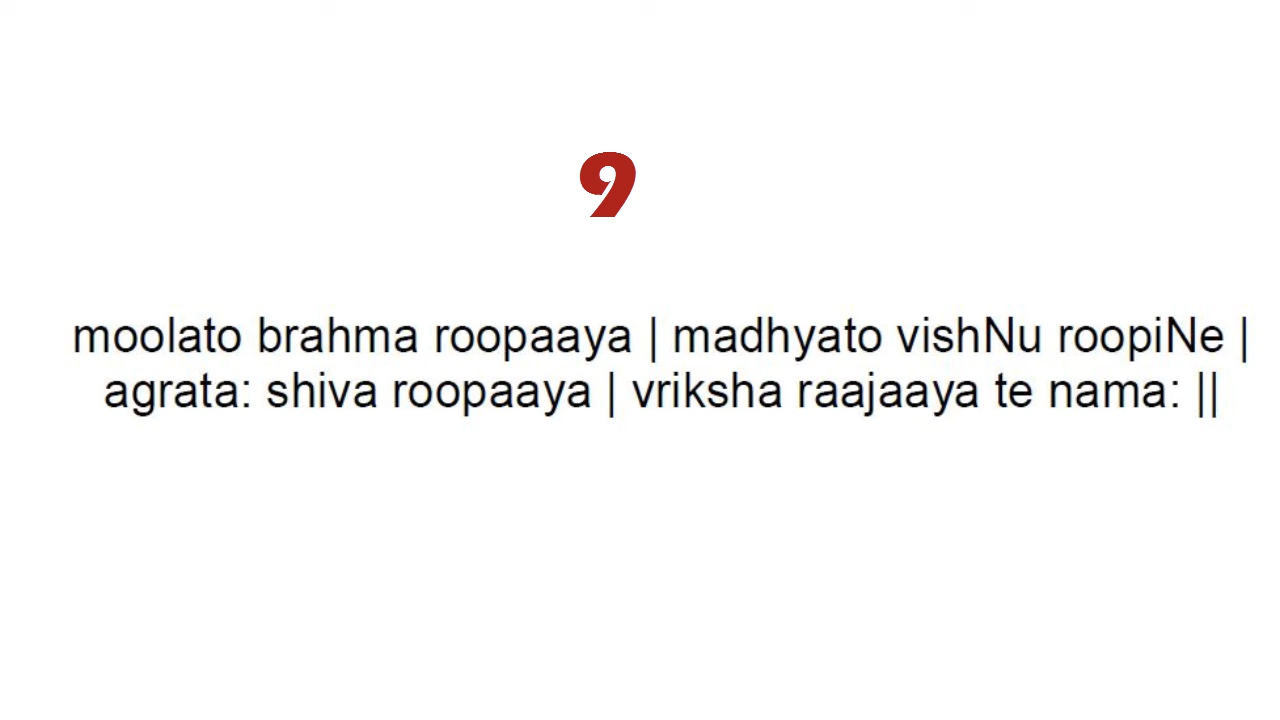 9
moolato brahma roopaaya | madhyato vishNu roopiNe |
agrata: shiva roopaaya | vriksha raajaaya te nama: ||